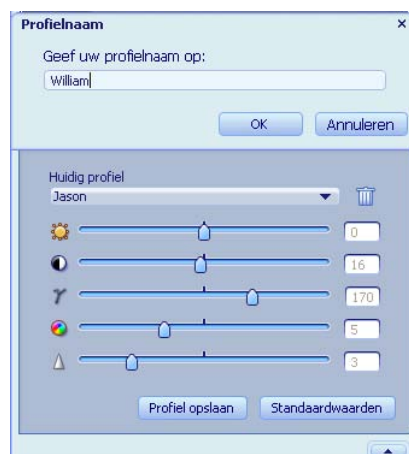 Profielnaam
Geef uw profielnaam op:
William
OK Annuleren
Huidig profiel
Jason
0
16
170
5
3
Profiel opslaan Standaardwaarden